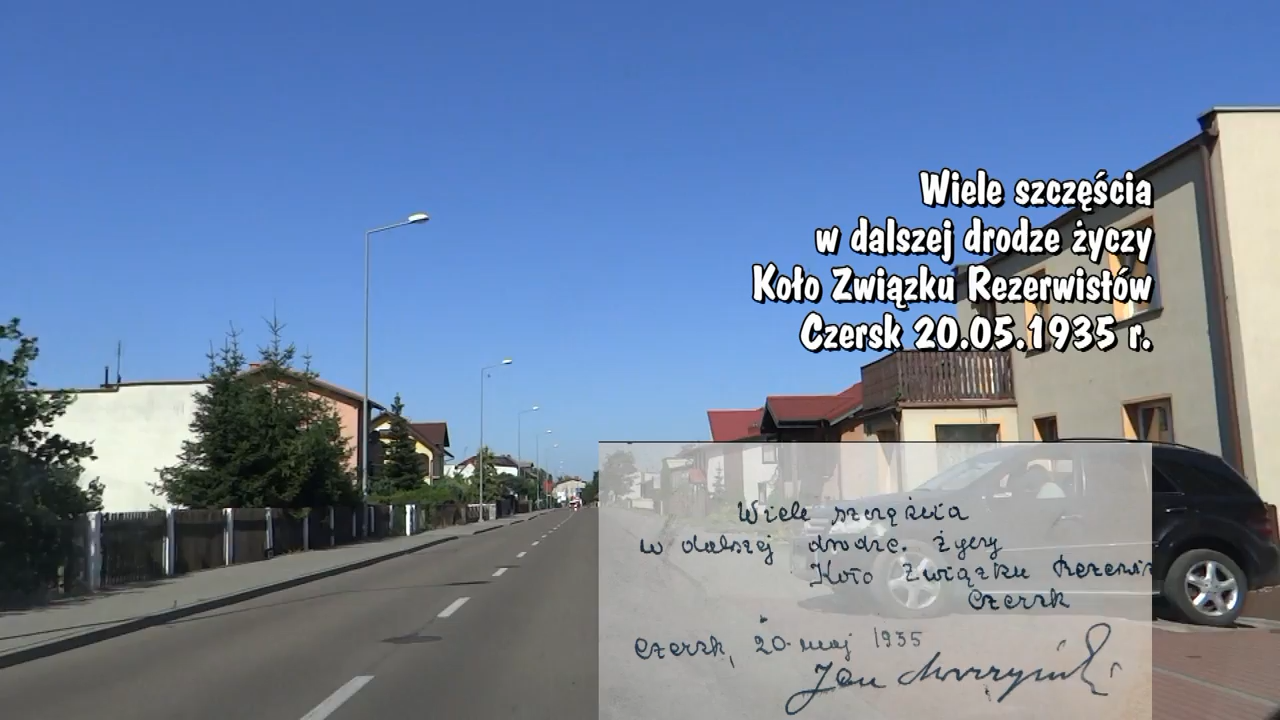 Wiele szczęścia
w dalszej drodze życzy
Koło Związku Rezerwistów
Czersk 20.05.1935 r.
Wiele szczęścia
w dalszej drodze. życzy
Koło Związku Rezerwi
Czersk
Czersk, 20. maj 1935
Jan